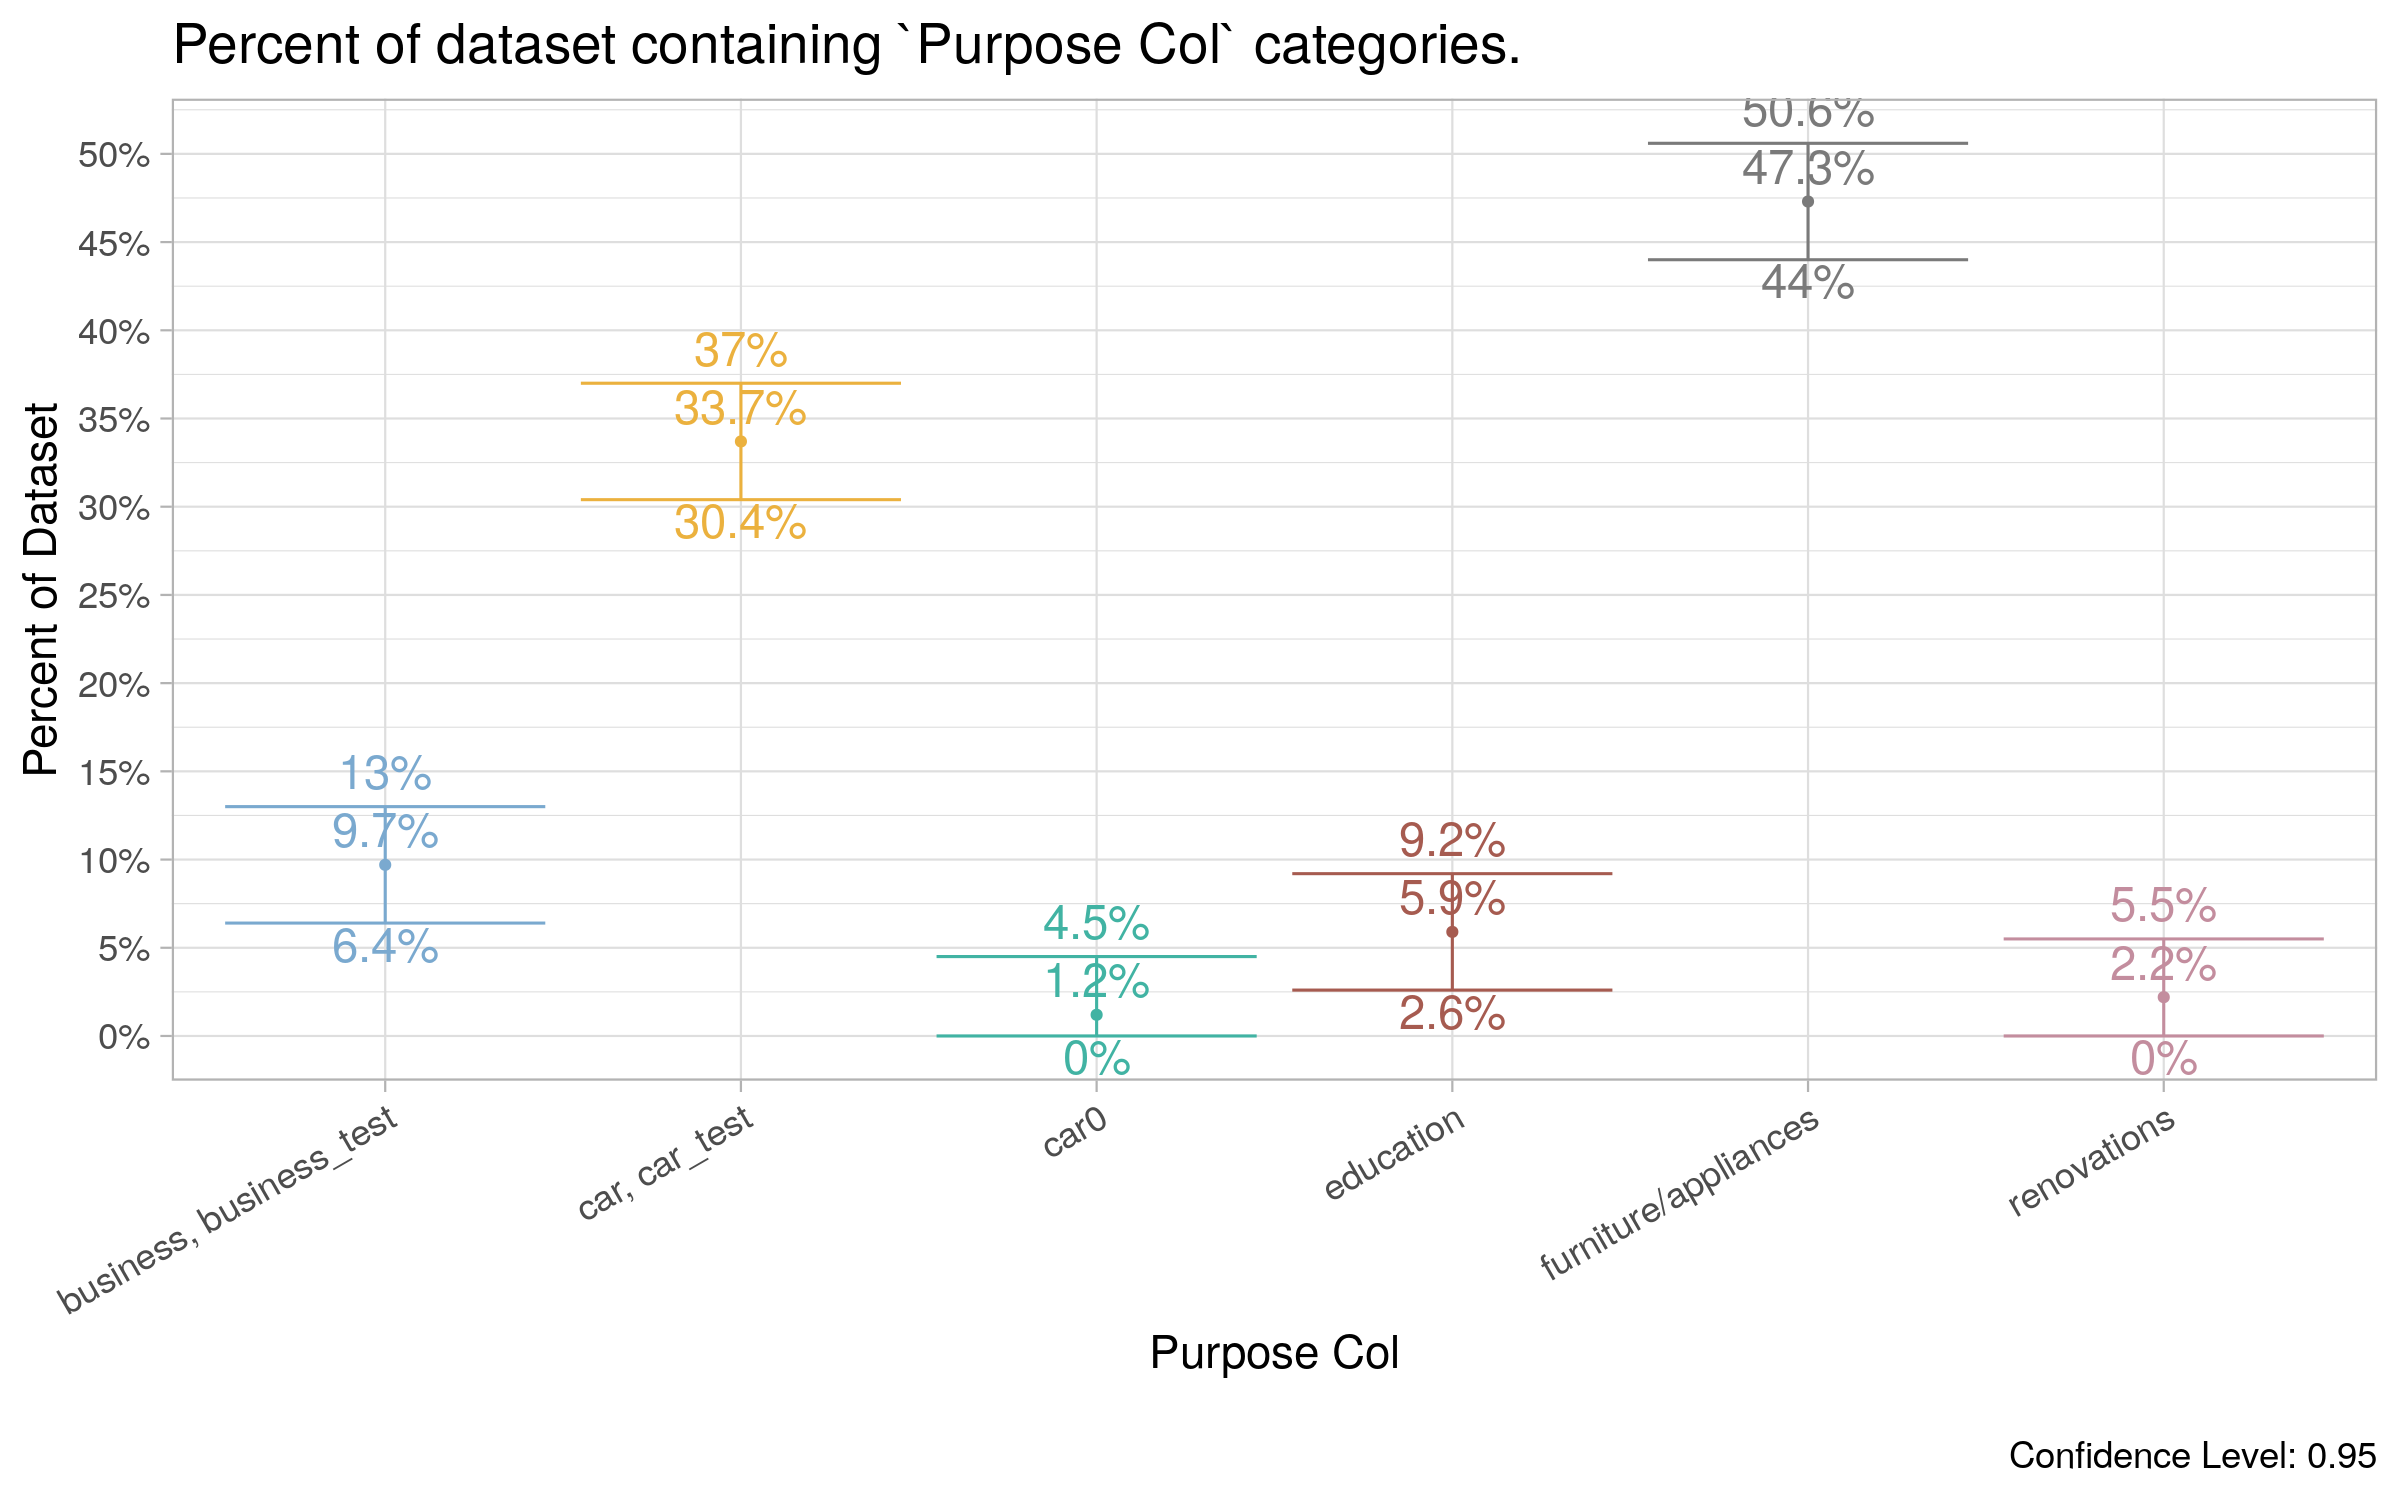 Percent of dataset containing `Purpose Col` categories.
Percent of Dataset
50%
45%
40%
35%
30%
25%
20%
15%
10%
5%
0%
13%
9.7%
6.4%
37%
33.7%
30.4%
4.5%
1.2%
0%
9.2%
5.9%
2.6%
50.6%
47.3%
44%
5.5%
2.2%
0%
business, business_test
car, car_test
car0
education
furniture/appliances
renovations
Purpose Col
Confidence Level: 0.95